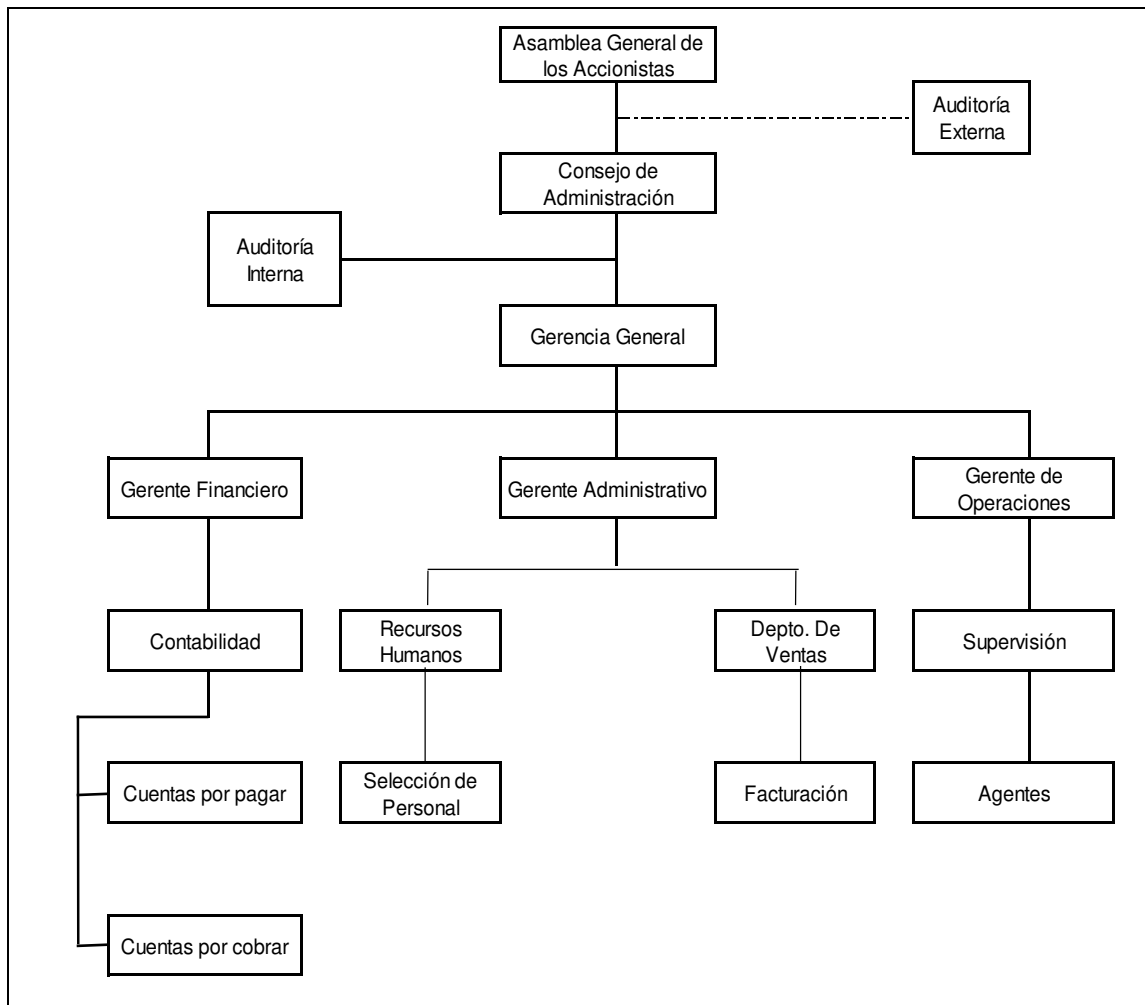 Asamblea General de
los Accionistas
Auditoría
Externa
Consejo de
Administración
Auditoría
Interna
Gerencia General
Gerente Financiero
Gerente Administrativo
Gerente de
Operaciones
Contabilidad
Recursos
Humanos
Depto. De
Ventas
Supervisión
Cuentas por pagar
Selección de
Personal
Facturación
Agentes
Cuentas por cobrar